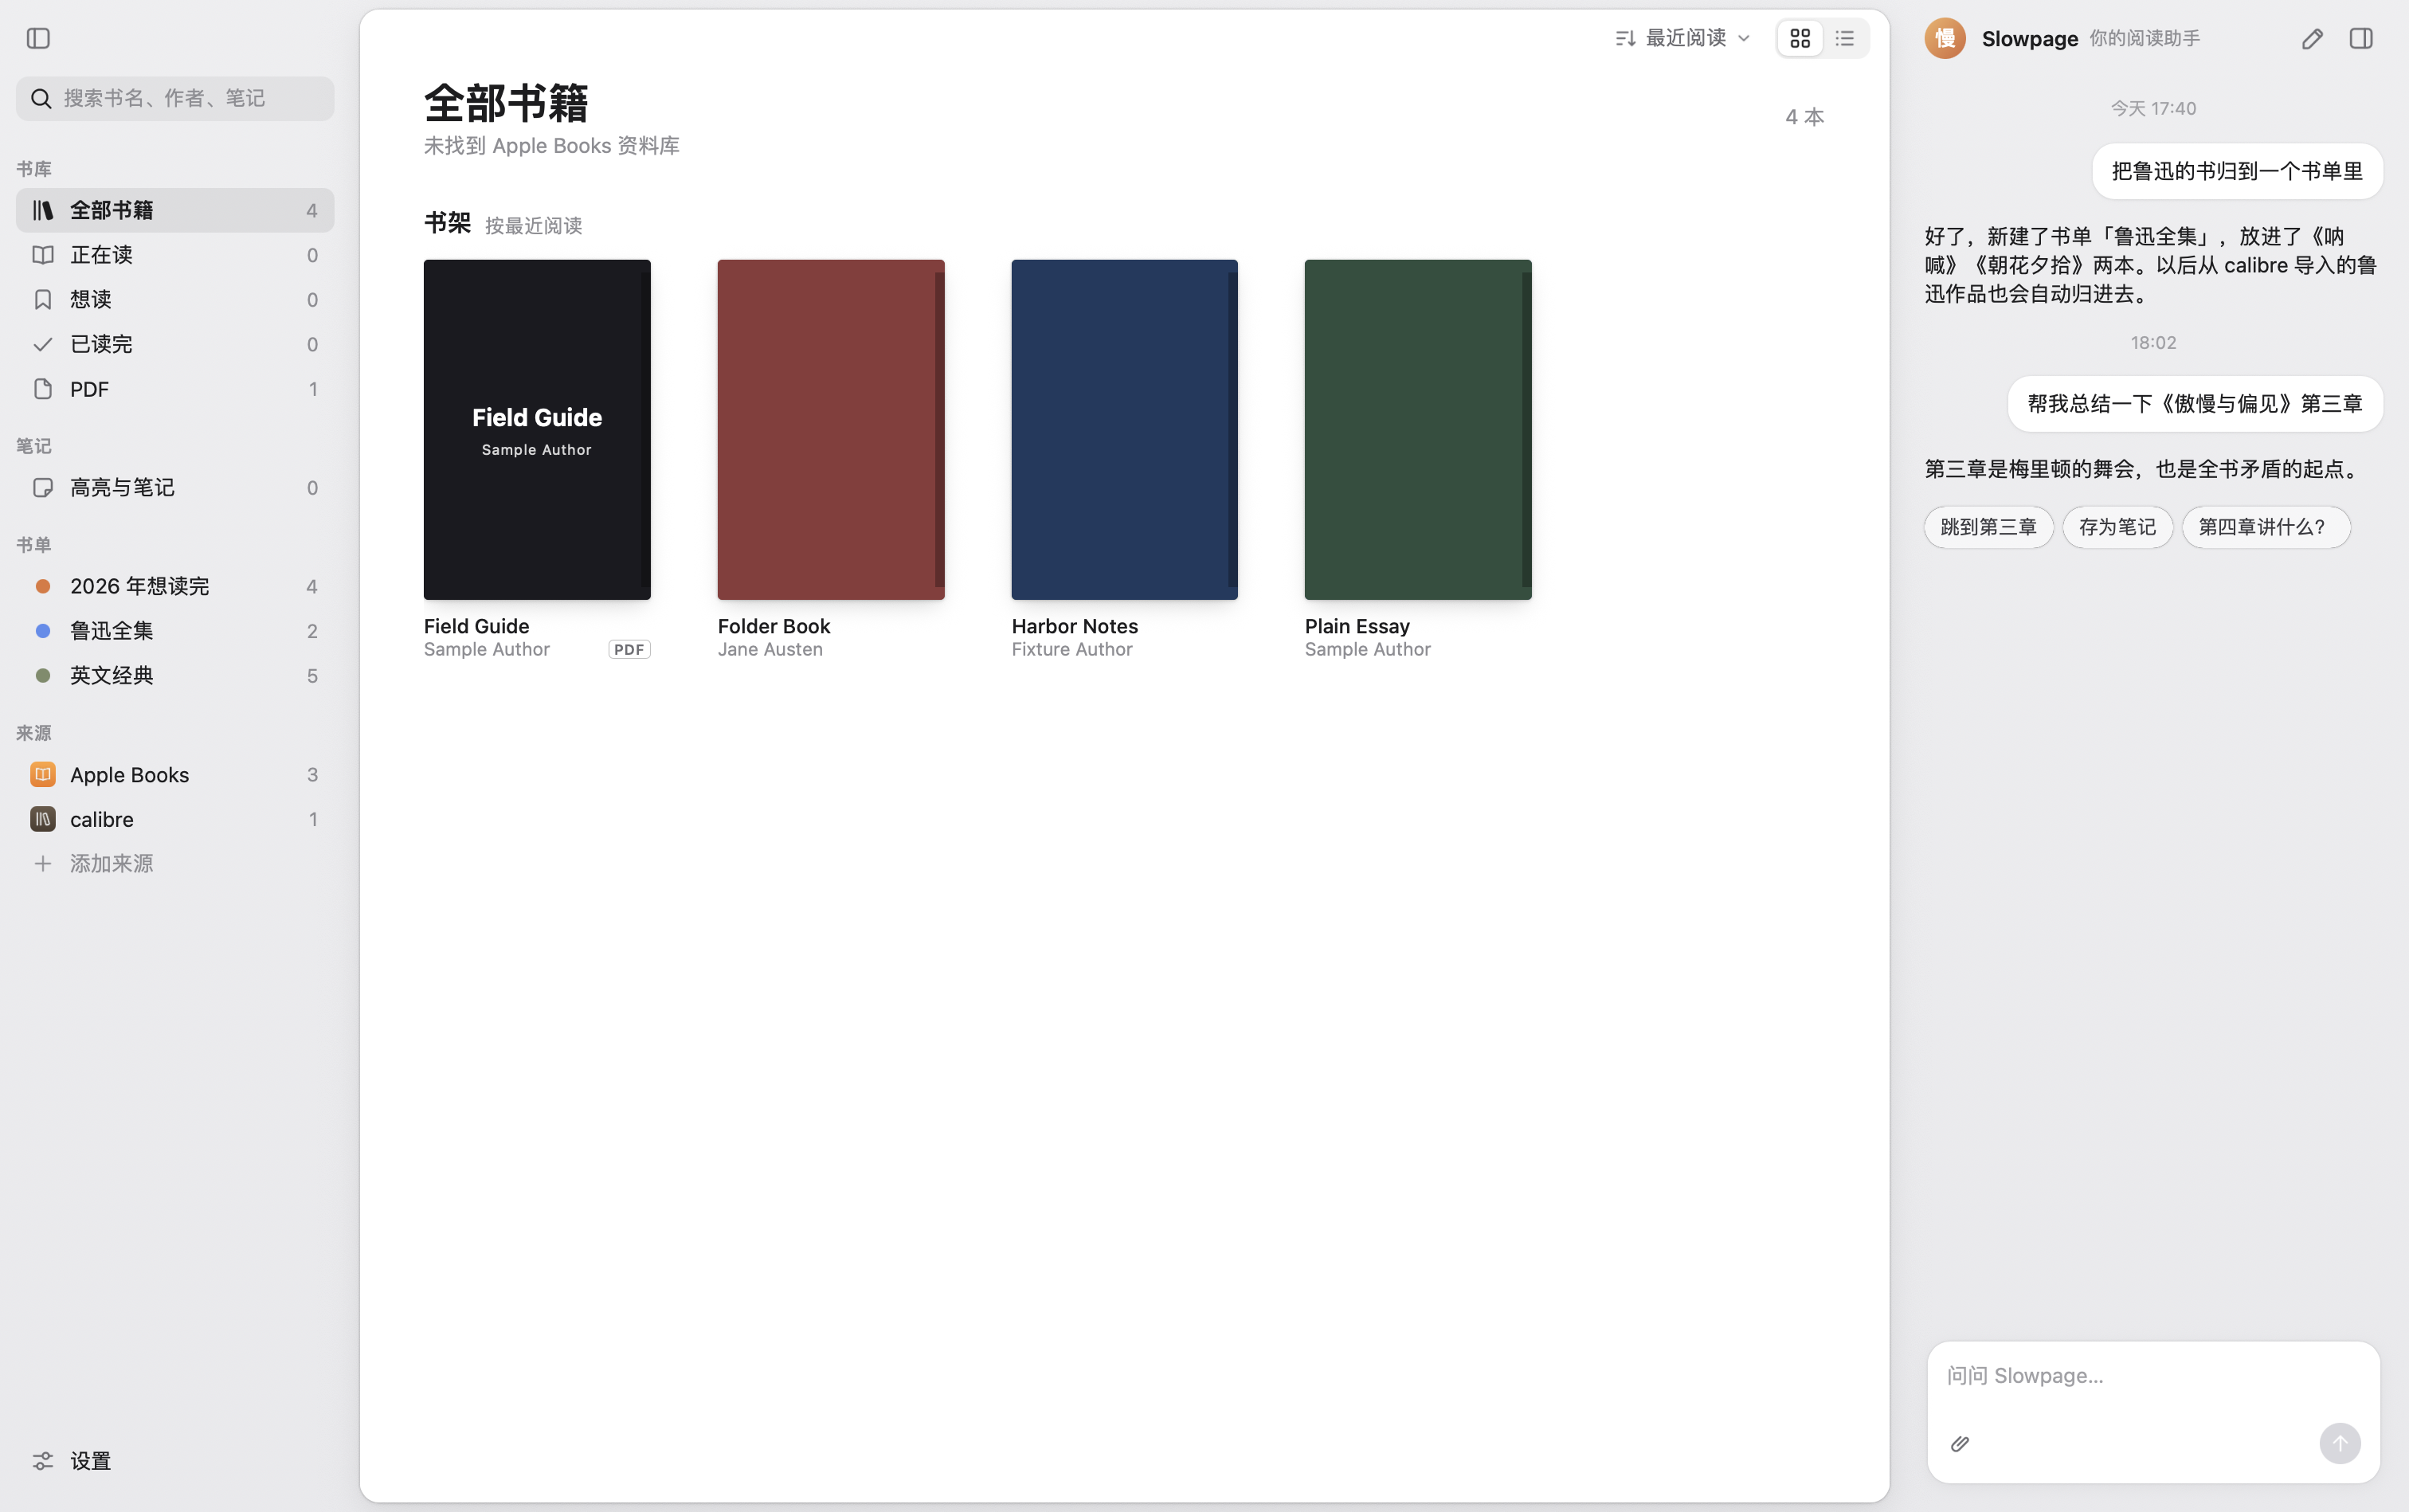 搜索书名、作者、笔记
书库
全部书籍 4
正在读 0
想读 0
已读完 0
PDF 1
笔记
高亮与笔记 0
书单
2026 年想读完 4
鲁迅全集 2
英文经典 5
来源
Apple Books 3
calibre 1
添加来源
设置
最近阅读
全部书籍
4 本
未找到 Apple Books 资料库
书架 按最近阅读
Field Guide
Sample Author
Field Guide
Sample Author PDF
Folder Book
Jane Austen
Harbor Notes
Fixture Author
Plain Essay
Sample Author
慢 Slowpage 你的阅读助手
今天 17:40
把鲁迅的书归到一个书单里
好了，新建了书单「鲁迅全集」，放进了《呐
喊》《朝花夕拾》两本。以后从 calibre 导入的鲁
迅作品也会自动归进去。
18:02
帮我总结一下《傲慢与偏见》第三章
第三章是梅里顿的舞会，也是全书矛盾的起点。
跳到第三章 存为笔记 第四章讲什么？
问问 Slowpage...